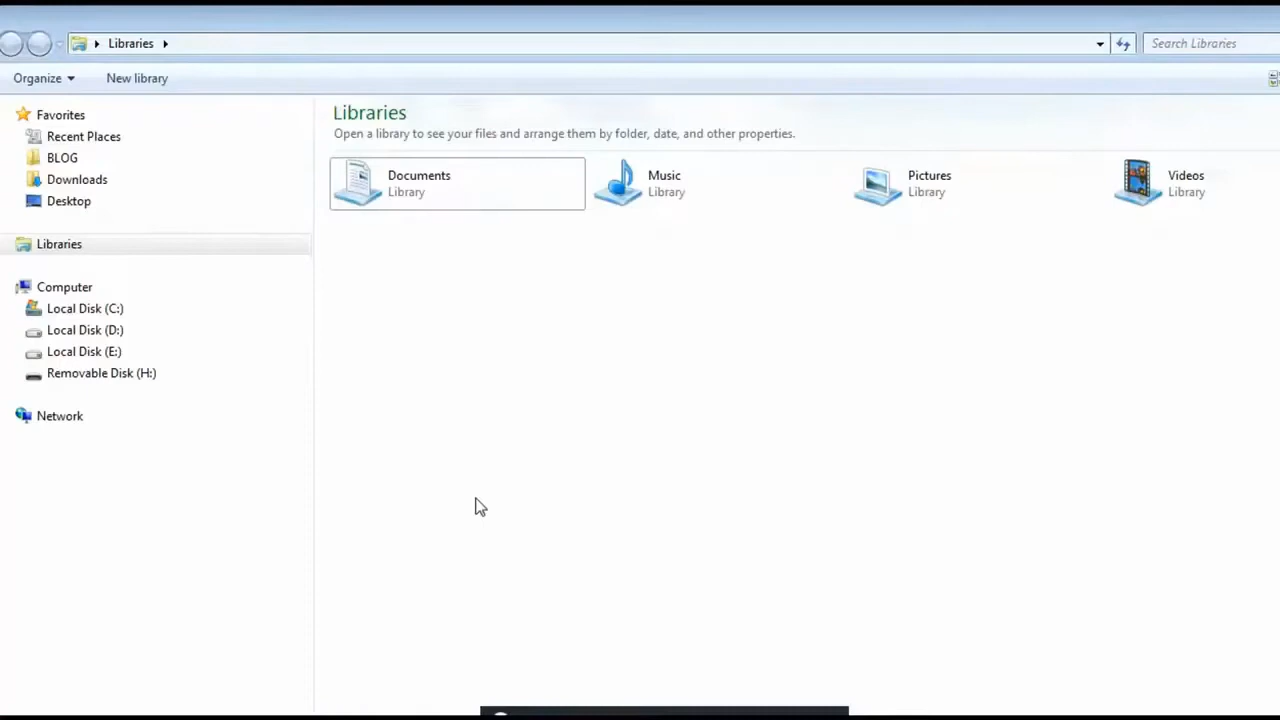 Libraries
Search Libraries
Organize
New library
Favorites
Recent Places
BLOG
Downloads
Desktop
Libraries
Computer
Local Disk (C:)
Local Disk (D:)
Local Disk (E:)
Removable Disk (H:)
Network
Libraries
Open a library to see your files and arrange them by folder, date, and other properties.
Documents
Library
Music
Library
Pictures
Library
Videos
Library